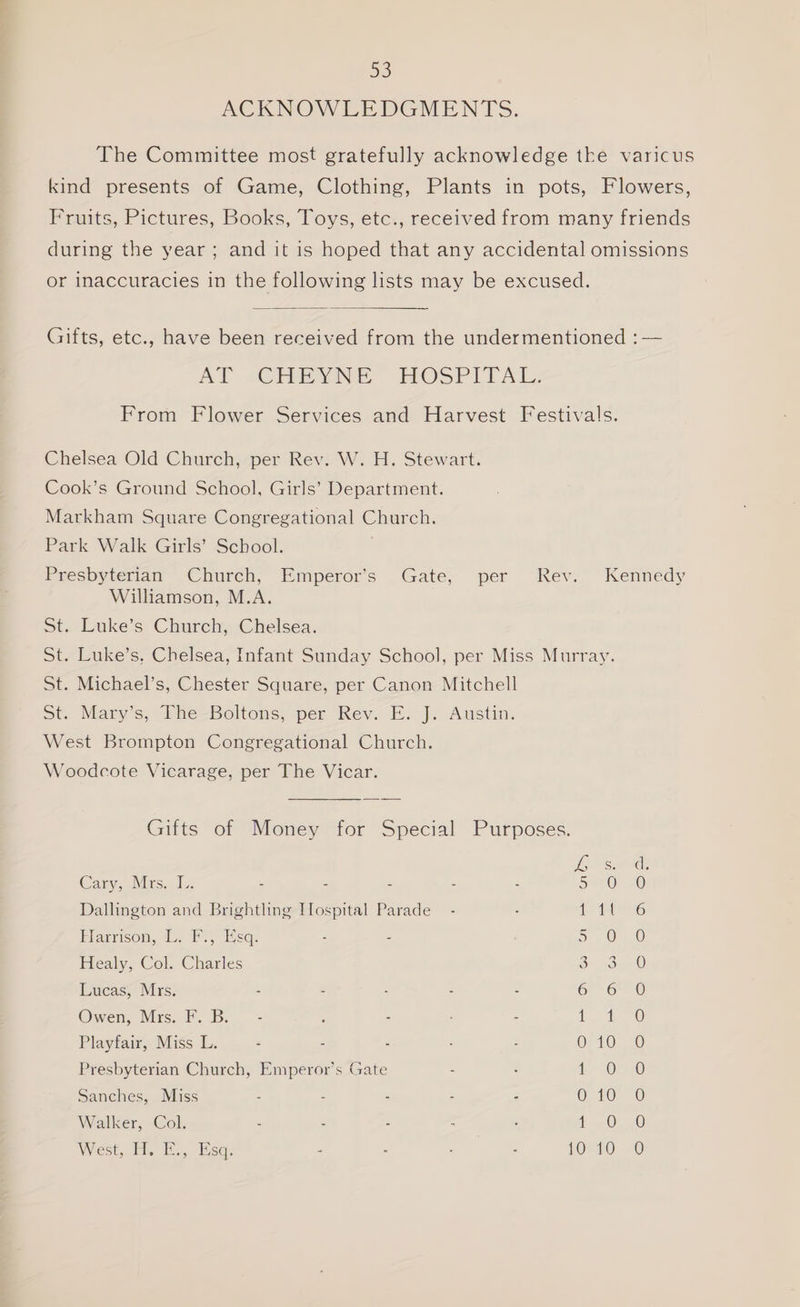 53
ACKNOWLEDGMENTS.
The Committee most gratefully acknowledge the varicus
kind presents of Game, Clothing, Plants in pots, Flowers,
Fruits, Pictures, Books, Toys, etc., received from many friends
during the year ; and it is hoped that any accidental omissions
or inaccuracies in the following lists may be excused.
Gifts, etc., have been received from the undermentioned :—
AT CHEYNE HOSPITAL.
From Flower Services and Harvest Festivals.
Chelsea Old Church, per Rev. W. H. Stewart.
Cook's Ground School, Girls' Department.
Markham Square Congregational Church.
Park Walk Girls' School.
Presbyterian Church, Emperor's Gate, per Rev. Kennedy
Williamson, M.A.
St. Luke's Church, Chelsea.
St. Luke's, Chelsea, Infant Sunday School, per Miss Murray.
St. Michael's, Chester Square, per Canon Mitchell
St. Mary's, The Boltons, per Rev. E. J. Austin.
West Brompton Congregational Church.
Woodcote Vicarage, per The Vicar.
Gifts of Money for Special Purposes.
£ s. d.
Cary, Mrs. L. - - - - - 5 0 0
Dallington and Brightling Hospital Parade - - 1 11 6
Harrison, L. F., Esq. - - 5 0 0
Healy, Col. Charles 3 3 0
Lucas, Mrs. - - - - - 6 6 0
Owen, Mrs. F. B. - - - - - 1 1 0
Playfair, Miss L. - - - - - 0 10 0
Presbyterian Church, Emperor's Gate - - 1 0 0
Sanches, Miss - - - - - 0 10 0
Walker, Col. - - - - - 1 0 0
West, H. E., Esq. - - - - 10 10 0